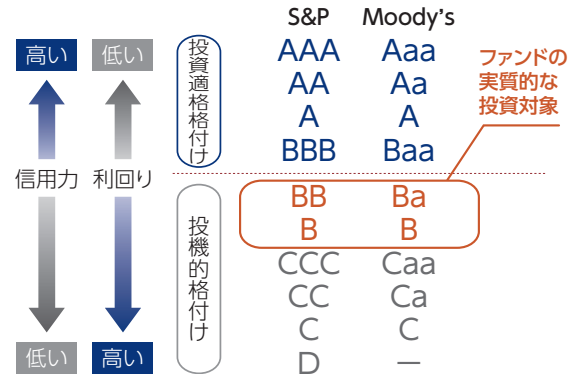 S&P Moody's
高い 低い
信用力 利回り
低い 高い
投資適格格付け
AAA Aaa
AA Aa
A A
BBB Baa
ファンドの
実質的な
投資対象
投機的格付け
BB Ba
B B
CCC Caa
CC Ca
C C
D —